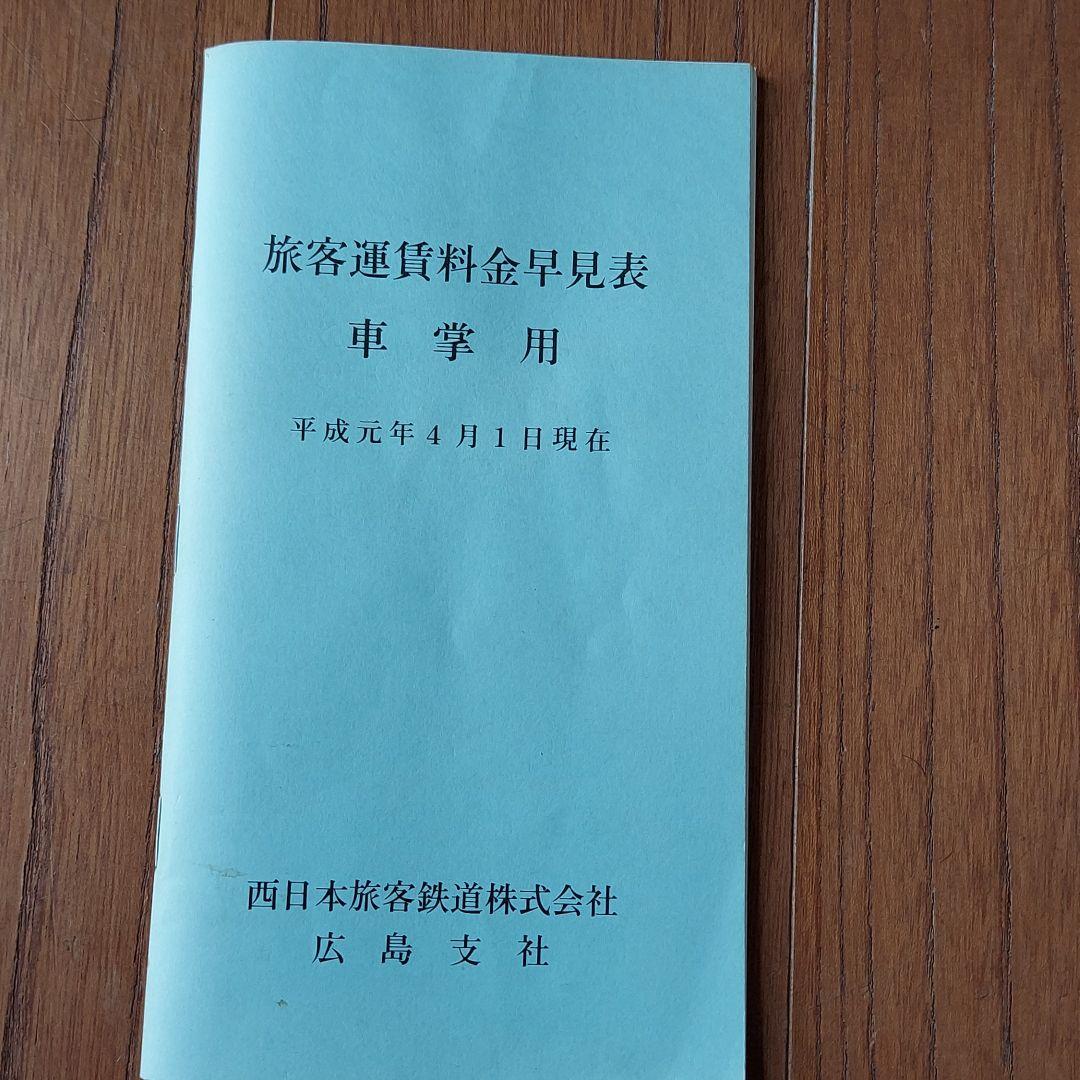 旅客運賃料金早見表
車掌用
平成元年4月1日現在
西日本旅客鉄道株式会社
広島支社